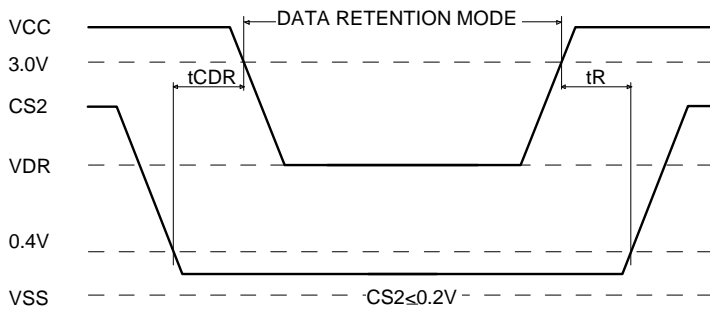 DATA RETENTION MODE
VCC
3.0V
tCDR
tR
CS2
VDR
0.4V
VSS
CS2≤0.2V